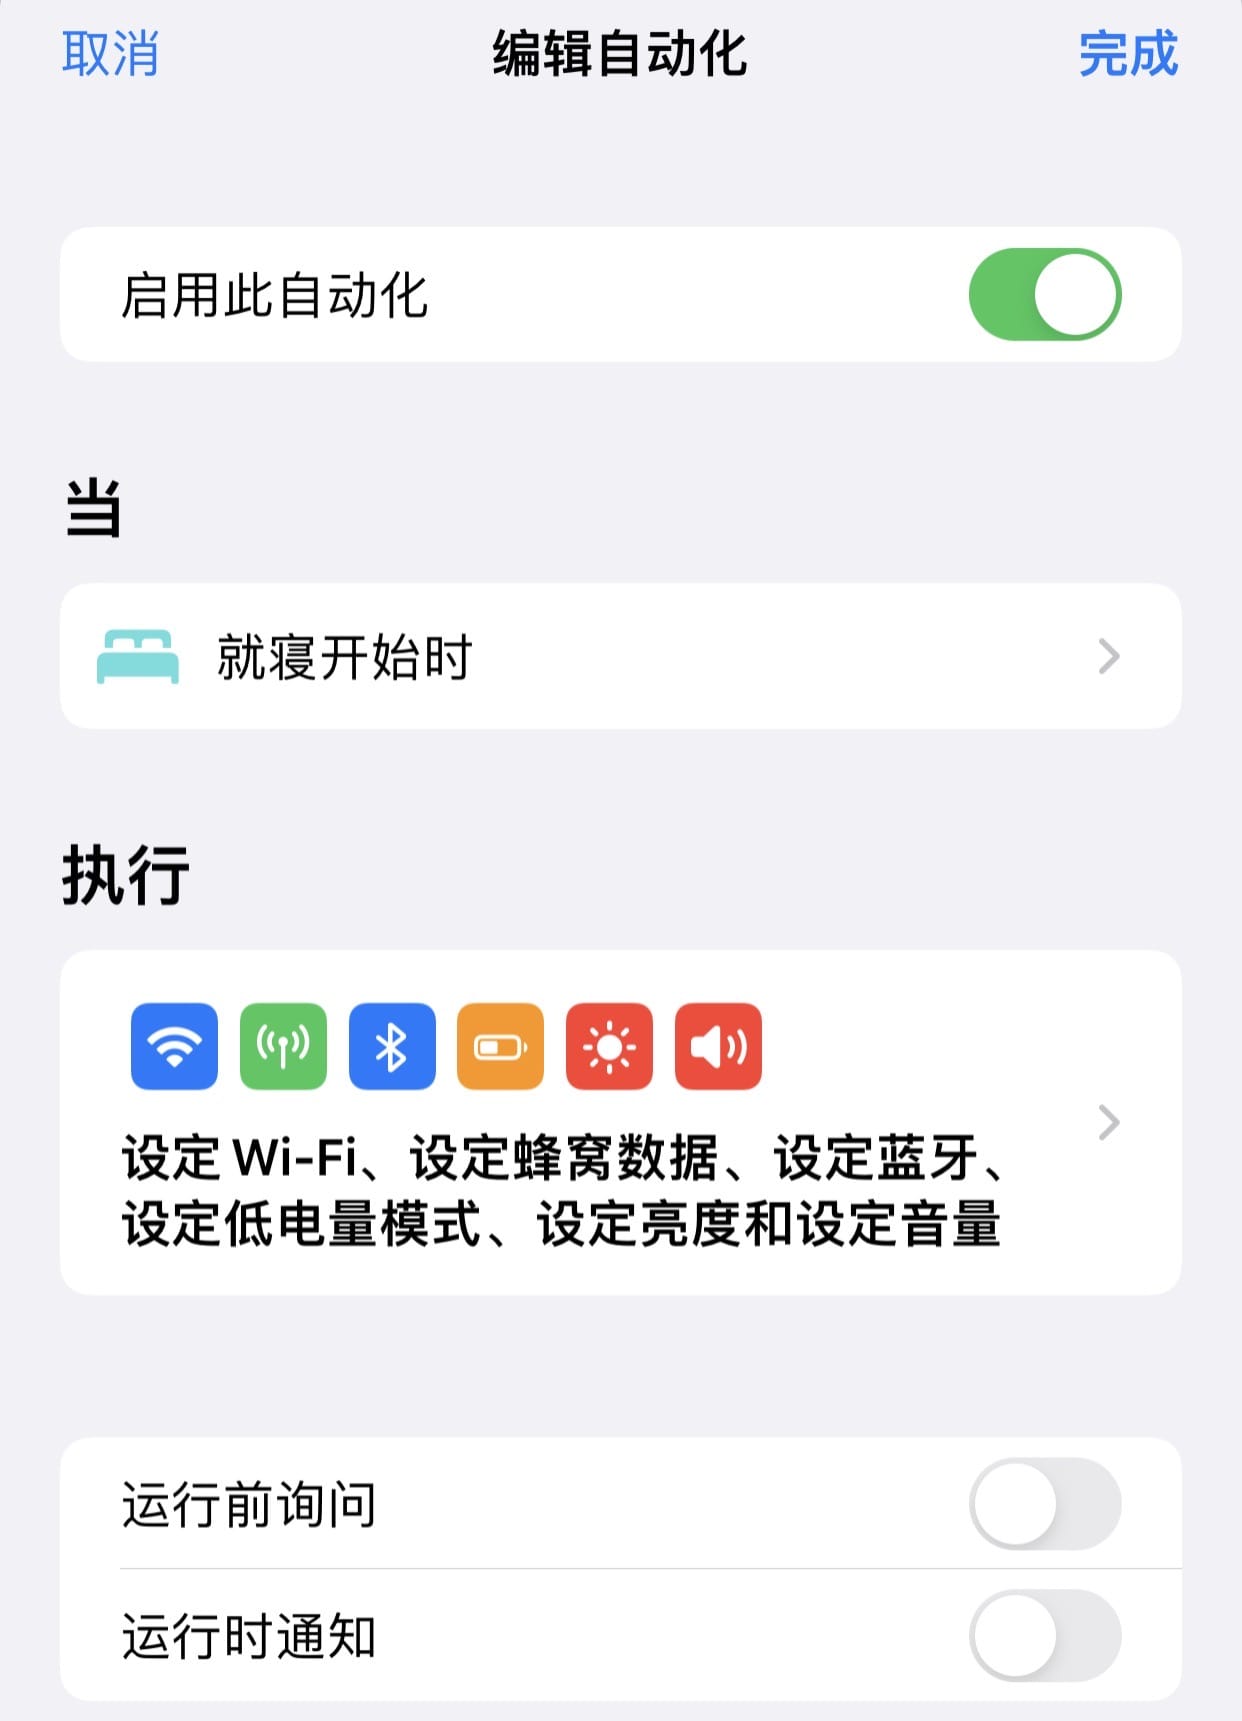 取消
编辑自动化
完成
启用此自动化
当
就寝开始时
执行
设定 Wi-Fi、设定蜂窝数据、设定蓝牙、
设定低电量模式、设定亮度和设定音量
运行前询问
运行时通知